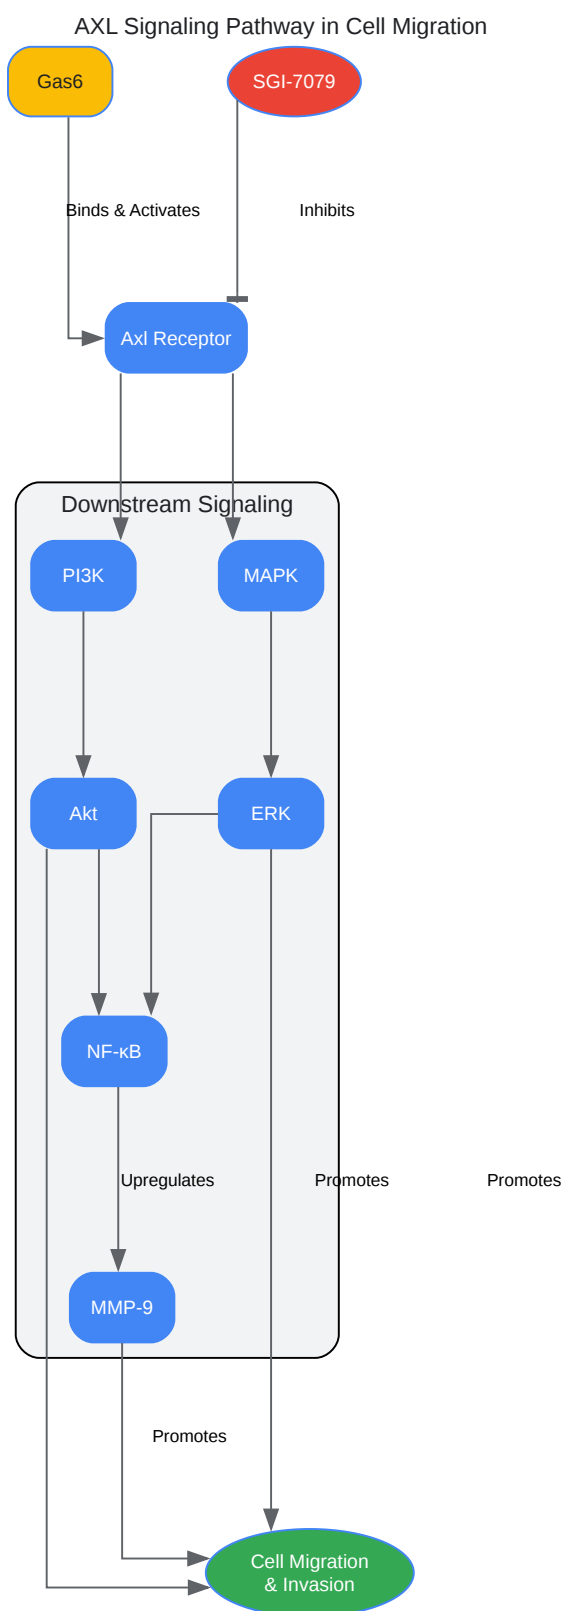 AXL Signaling Pathway in Cell Migration
Gas6
SGI-7079
Binds & Activates
Inhibits
Axl Receptor
Downstream Signaling
PI3K
MAPK
Akt
ERK
NF-κB
Upregulates
Promotes
Promotes
MMP-9
Promotes
Cell Migration
& Invasion